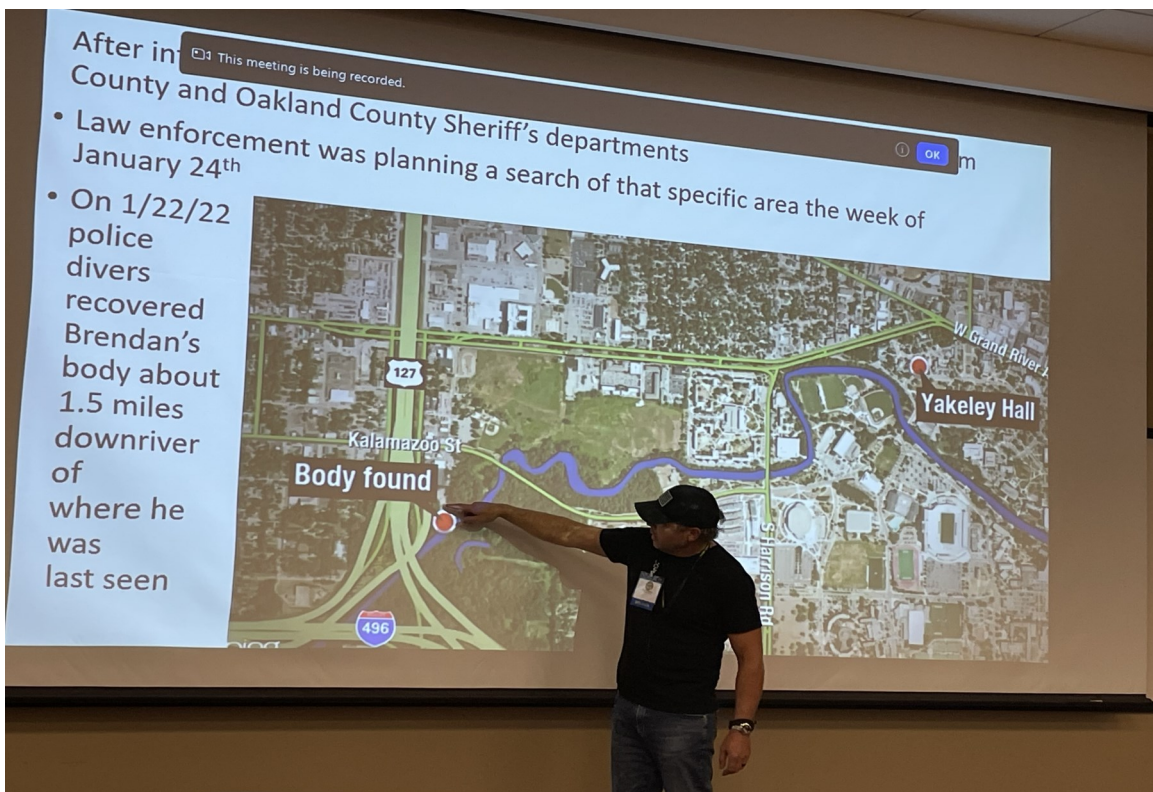 After in
This meeting is being recorded.
County and Oakland County Sheriff's departments
OK
m
• Law enforcement was planning a search of that specific area the week of
January 24th
• On 1/22/22
police
divers
recovered
Brendan's
body about
1.5 miles
downriver
of
where he
was
last seen
W Grand River
127
Yakeley Hall
Kalamazoo St
Body found
S Harrison Rd
496